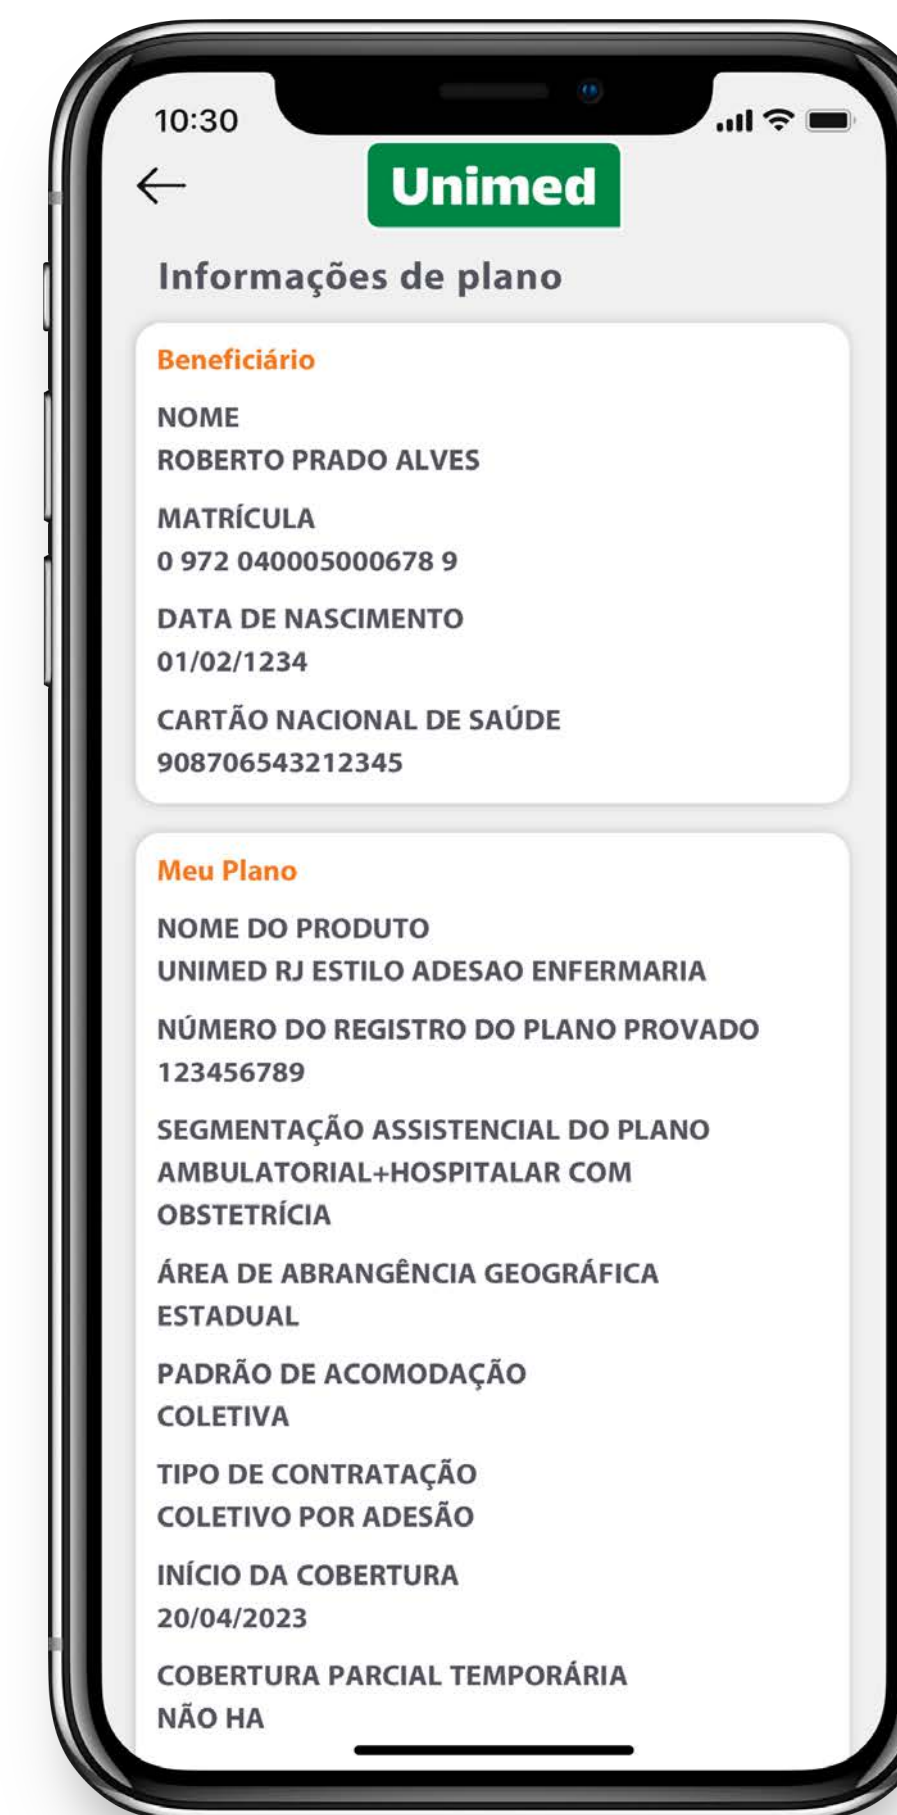 10:30
Unimed
Informações de plano
Beneficiário
NOME
ROBERTO PRADO ALVES
MATRÍCULA
0 972 040005000678 9
DATA DE NASCIMENTO
01/02/1234
CARTÃO NACIONAL DE SAÚDE
908706543212345
Meu Plano
NOME DO PRODUTO
UNIMED RJ ESTILO ADESAO ENFERMARIA
NÚMERO DO REGISTRO DO PLANO PROVADO
123456789
SEGMENTAÇÃO ASSISTENCIAL DO PLANO
AMBULATORIAL+HOSPITALAR COM
OBSTETRÍCIA
ÁREA DE ABRANGÊNCIA GEOGRÁFICA
ESTADUAL
PADRÃO DE ACOMODAÇÃO
COLETIVA
TIPO DE CONTRATAÇÃO
COLETIVO POR ADESÃO
INÍCIO DA COBERTURA
20/04/2023
COBERTURA PARCIAL TEMPORÁRIA
NÃO HA